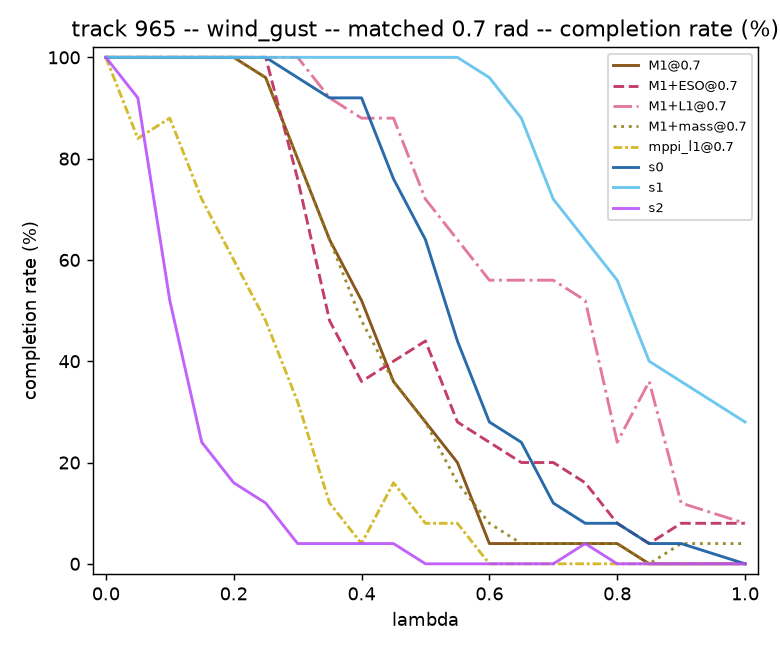 track 965 -- wind_gust -- matched 0.7 rad -- completion rate (%)
completion rate (%)
100
80
60
40
20
0
0.0
0.2
0.4
0.6
0.8
1.0
lambda
M1@0.7
M1+ESO@0.7
M1+L1@0.7
M1+mass@0.7
mppi_l1@0.7
s0
s1
s2